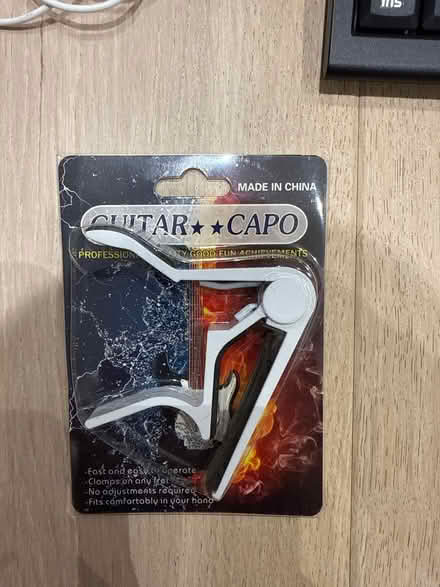 Ins
MADE IN CHINA
GUITAR★★CAPO
PROFESSIONAL GOOD FUN ACHIEVEMENTS
-Fast and easy to operate
-Clamps on any fret
-No adjustments required
-Fits comfortably in your hand